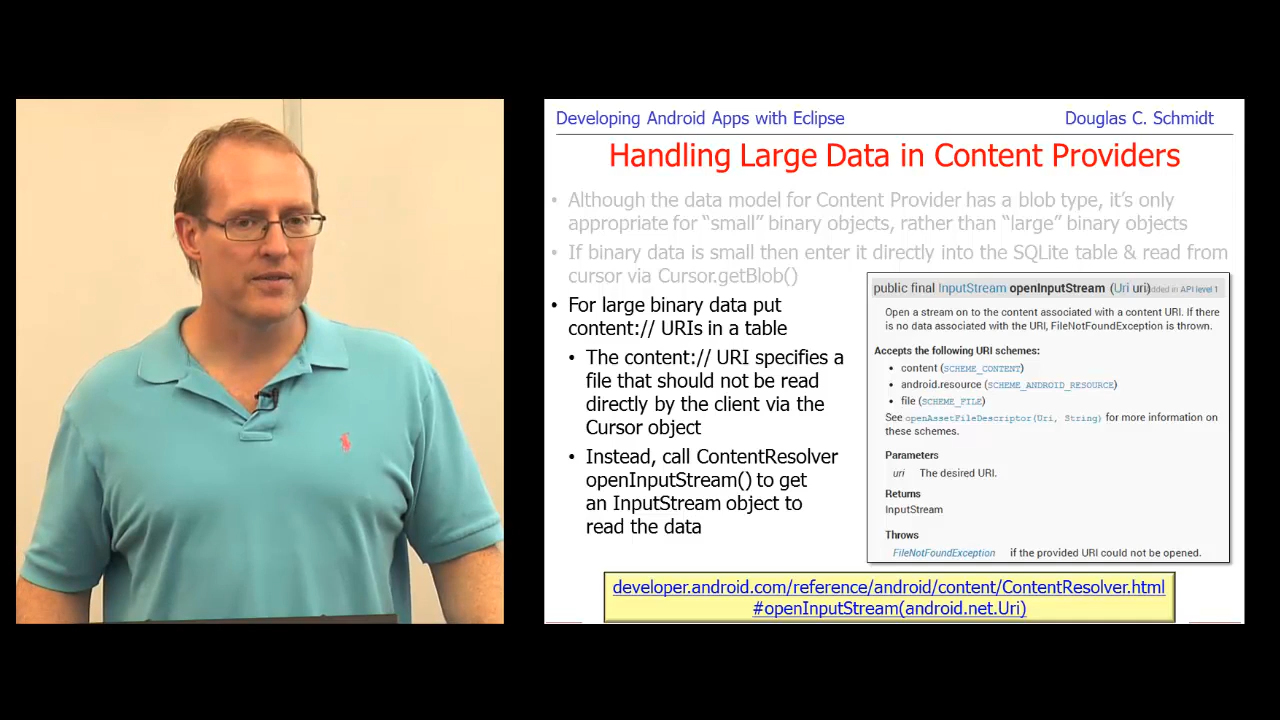 Developing Android Apps with Eclipse
Douglas C. Schmidt
Handling Large Data in Content Providers
• Although the data model for Content Provider has a blob type, it's only
appropriate for “small” binary objects, rather than “large” binary objects
• If binary data is small then enter it directly into the SQLite table & read from
cursor via Cursor.getBlob()
• For large binary data put
content:// URIs in a table
• The content:// URI specifies a
file that should not be read
directly by the client via the
Cursor object
• Instead, call ContentResolver
openInputStream() to get
an InputStream object to
read the data
public final InputStream openInputStream (Uri uri)
Added in API level 1
Open a stream on to the content associated with a content URI. If there
is no data associated with the URI, FileNotFoundException is thrown.
Accepts the following URI schemes:
• content (SCHEME_CONTENT)
• android.resource (SCHEME_ANDROID_RESOURCE)
• file (SCHEME_FILE)
See openAssetFileDescriptor(Uri, String) for more information on
these schemes.
Parameters
uri The desired URI.
Returns
InputStream
Throws
FileNotFoundException if the provided URI could not be opened.
developer.android.com/reference/android/content/ContentResolver.html
#openInputStream(android.net.Uri)